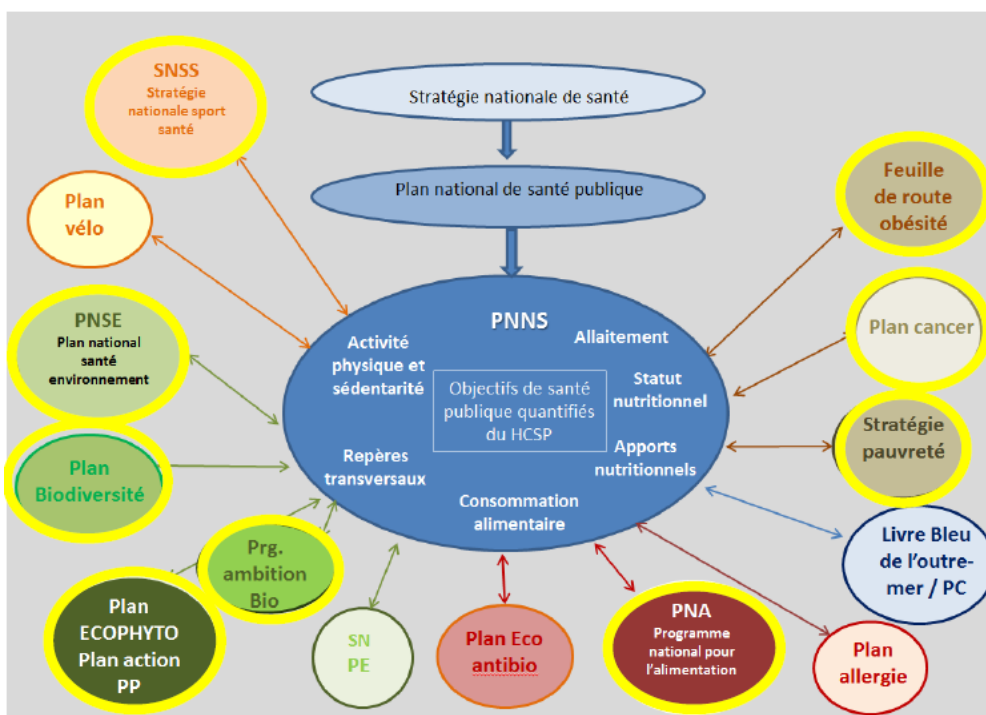 SNSS
Stratégie
nationale sport
santé
Stratégie nationale de santé
Plan national de santé publique
Plan
vélo
Feuille
de route
obésité
PNSE
Plan national
santé
environnement
PNNS
Activité
physique et
sédentarité
Allaitement
Statut
nutritionnel
Objectifs de santé
publique quantifiés
du HCSP
Apports
nutritionnels
Repères
transversaux
Consommation
alimentaire
Plan cancer
Stratégie
pauvreté
Plan
Biodiversité
Prg.
ambition
Bio
Livre Bleu
de l’outre-
mer / PC
Plan
ECOPHYTO
Plan action
PP
SN
PE
Plan Eco
antibio
PNA
Programme
national pour
l’alimentation
Plan
allergie